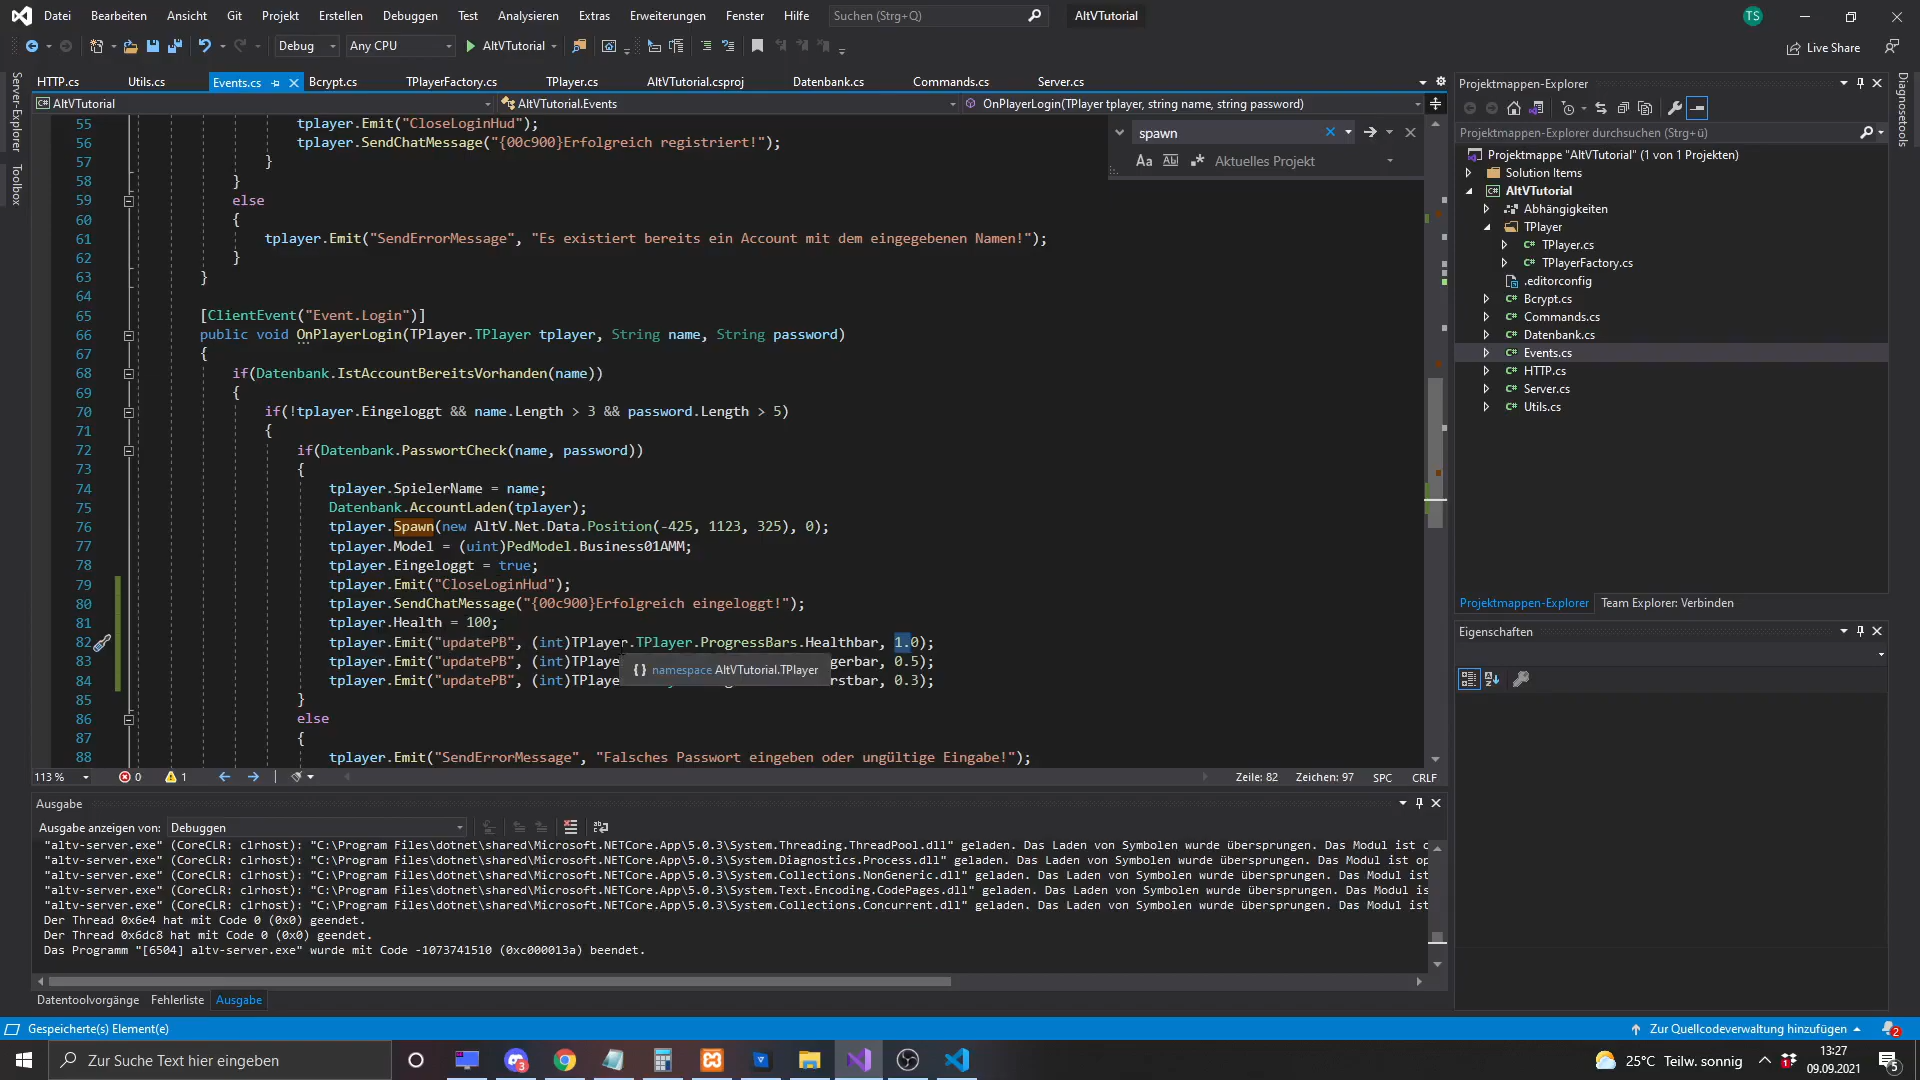 Datei Bearbeiten Ansicht Git Projekt Erstellen Debuggen Test Analysieren Extras Erweiterungen Fenster Hilfe Suchen (Strg+Q) AltVTutorial TS
Debug Any CPU AltVTutorial Live Share
HTTP.cs Utils.cs Events.cs Bcrypt.cs TPlayerFactory.cs TPlayer.cs AltVTutorial.csproj Datenbank.cs Commands.cs Server.cs
AltVTutorial AltVTutorial.Events OnPlayerLogin(TPlayer tplayer, string name, string password)
Server-Explorer
Toolbox
spawn
Aktuelles Projekt
55 tplayer.Emit("CloseLoginHud");
56 tplayer.SendChatMessage("{00c900}Erfolgreich registriert!");
57 }
58 }
59 else
60 {
61 tplayer.Emit("SendErrorMessage", "Es existiert bereits ein Account mit dem eingegebenen Namen!");
62 }
63 }
64
65 [ClientEvent("Event.Login")]
66 public void OnPlayerLogin(TPlayer.TPlayer tplayer, String name, String password)
67 {
68 if(Datenbank.IstAccountBereitsVorhanden(name))
69 {
70 if(!tplayer.Eingeloggt && name.Length > 3 && password.Length > 5)
71 {
72 if(Datenbank.PasswortCheck(name, password))
73 {
74 tplayer.SpielerName = name;
75 Datenbank.AccountLaden(tplayer);
76 tplayer.Spawn(new AltV.Net.Data.Position(-425, 1123, 325), 0);
77 tplayer.Model = (uint)PedModel.Business01AMM;
78 tplayer.Eingeloggt = true;
79 tplayer.Emit("CloseLoginHud");
80 tplayer.SendChatMessage("{00c900}Erfolgreich eingeloggt!");
81 tplayer.Health = 100;
82 tplayer.Emit("updatePB", (int)TPlayer.TPlayer.ProgressBars.Healthbar, 1.0);
83 tplayer.Emit("updatePB", (int)TPlaye gerbar, 0.5);
{} namespace AltVTutorial.TPlayer
84 tplayer.Emit("updatePB", (int)TPlaye rstbar, 0.3);
85 }
86 else
87 {
88 tplayer.Emit("SendErrorMessage", "Falsches Passwort eingeben oder ungültige Eingabe!");
113 % 0 1 Zeile: 82 Zeichen: 97 SPC CRLF
Ausgabe
Ausgabe anzeigen von: Debuggen
"altv-server.exe" (CoreCLR: clrhost): "C:\Program Files\dotnet\shared\Microsoft.NETCore.App\5.0.3\System.Threading.ThreadPool.dll" geladen. Das Laden von Symbolen wurde übersprungen. Das Modul ist c
"altv-server.exe" (CoreCLR: clrhost): "C:\Program Files\dotnet\shared\Microsoft.NETCore.App\5.0.3\System.Diagnostics.Process.dll" geladen. Das Laden von Symbolen wurde übersprungen. Das Modul ist op
"altv-server.exe" (CoreCLR: clrhost): "C:\Program Files\dotnet\shared\Microsoft.NETCore.App\5.0.3\System.Collections.NonGeneric.dll" geladen. Das Laden von Symbolen wurde übersprungen. Das Modul ist
"altv-server.exe" (CoreCLR: clrhost): "C:\Program Files\dotnet\shared\Microsoft.NETCore.App\5.0.3\System.Text.Encoding.CodePages.dll" geladen. Das Laden von Symbolen wurde übersprungen. Das Modul ist
"altv-server.exe" (CoreCLR: clrhost): "C:\Program Files\dotnet\shared\Microsoft.NETCore.App\5.0.3\System.Collections.Concurrent.dll" geladen. Das Laden von Symbolen wurde übersprungen. Das Modul ist
Der Thread 0x6e4 hat mit Code 0 (0x0) geendet.
Der Thread 0x6dc8 hat mit Code 0 (0x0) geendet.
Das Programm "[6504] altv-server.exe" wurde mit Code -1073741510 (0xc000013a) beendet.
Datentoolvorgänge Fehlerliste Ausgabe
Projektmappen-Explorer
Projektmappen-Explorer durchsuchen (Strg+ü)
Projektmappe "AltVTutorial" (1 von 1 Projekten)
Solution Items
AltVTutorial
Abhängigkeiten
TPlayer
TPlayer.cs
TPlayerFactory.cs
.editorconfig
Bcrypt.cs
Commands.cs
Datenbank.cs
Events.cs
HTTP.cs
Server.cs
Utils.cs
Projektmappen-Explorer Team Explorer: Verbinden
Eigenschaften
Diagnosetools
Gespeicherte(s) Element(e) Zur Quellcodeverwaltung hinzufügen 2
Zur Suche Text hier eingeben 3 25°C Teilw. sonnig 13:27
09.09.2021 5